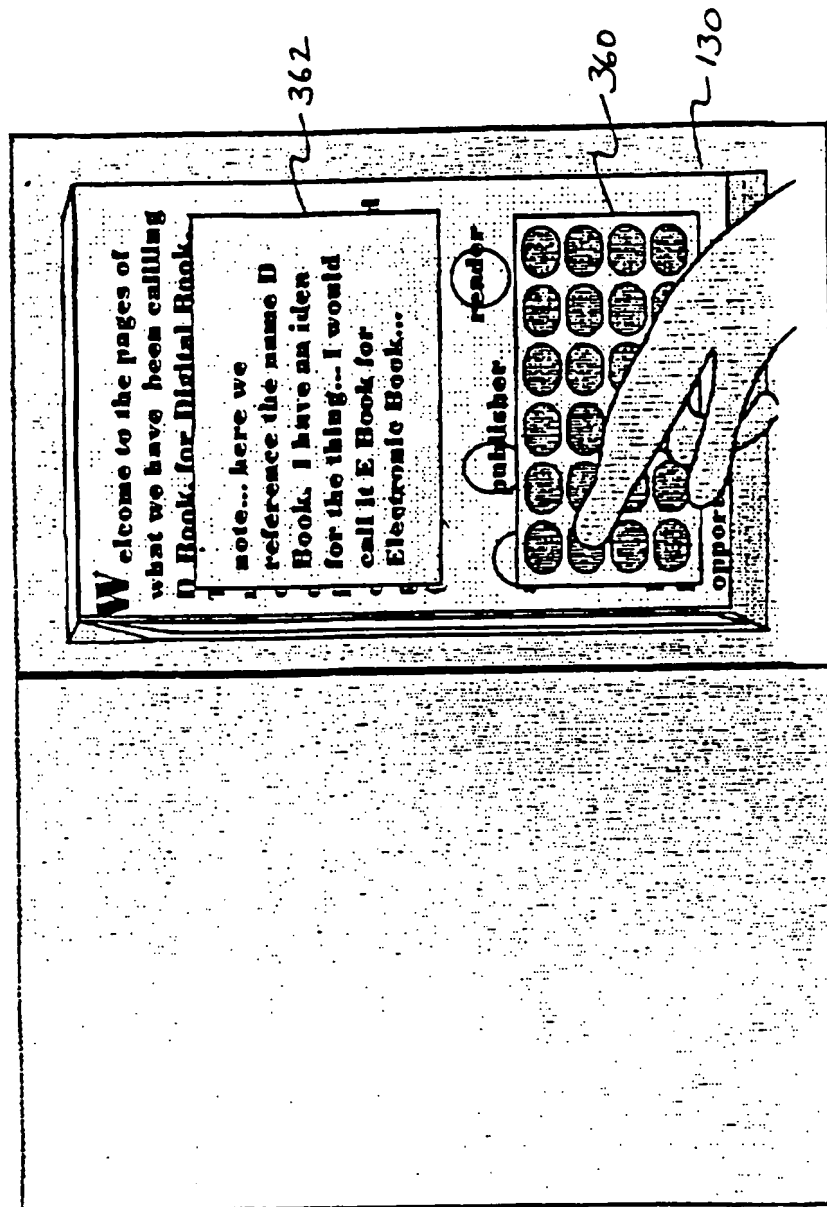 Welcome to the pages of
what we have been callling
D Book, for Digital Book.
note... here we
reference the name D
Book. I have an idea
for the thing... I would
call it E Book for
Electronic Book...
publisher
reader
oppor
362
360
130